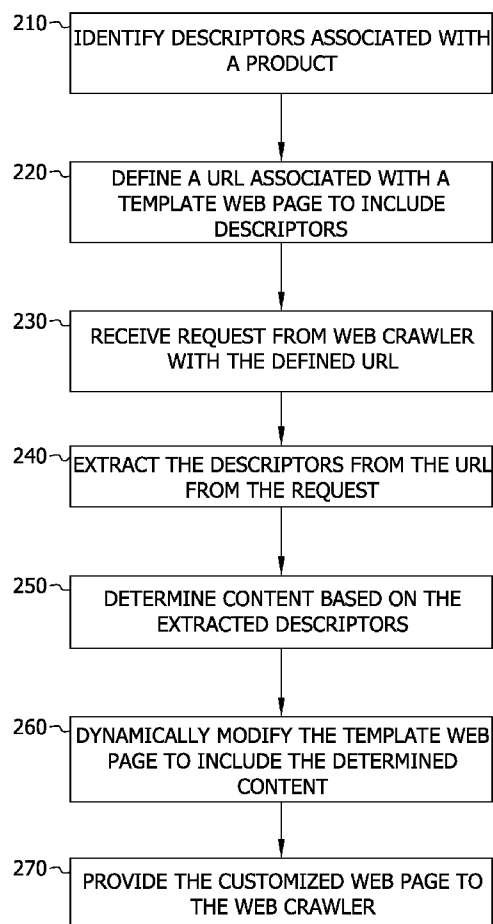 210
IDENTIFY DESCRIPTORS ASSOCIATED WITH
A PRODUCT
220
DEFINE A URL ASSOCIATED WITH A
TEMPLATE WEB PAGE TO INCLUDE
DESCRIPTORS
230
RECEIVE REQUEST FROM WEB CRAWLER
WITH THE DEFINED URL
240
EXTRACT THE DESCRIPTORS FROM THE URL
FROM THE REQUEST
250
DETERMINE CONTENT BASED ON THE
EXTRACTED DESCRIPTORS
260
DYNAMICALLY MODIFY THE TEMPLATE WEB
PAGE TO INCLUDE THE DETERMINED
CONTENT
270
PROVIDE THE CUSTOMIZED WEB PAGE TO
THE WEB CRAWLER